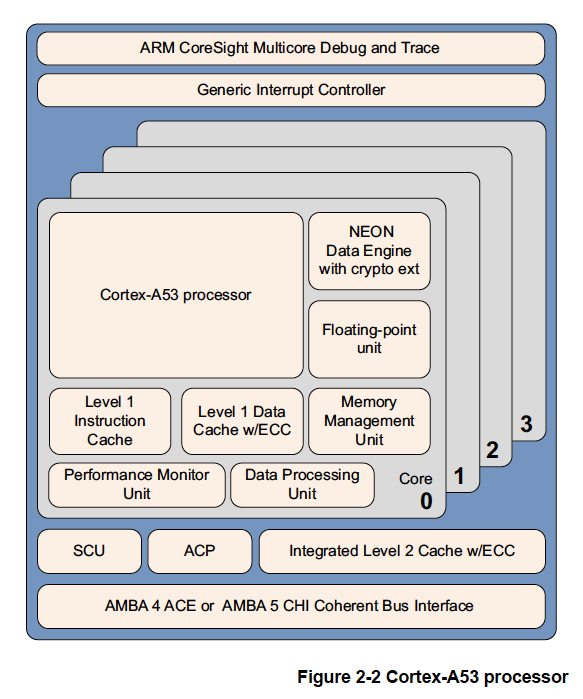 ARM CoreSight Multicore Debug and Trace
Generic Interrupt Controller
Cortex-A53 processor
NEON
Data Engine
with crypto ext
Floating-point
unit
Level 1
Instruction
Cache
Level 1 Data
Cache w/ECC
Memory
Management
Unit
Performance Monitor
Unit
Data Processing
Unit
Core
0
1
2
3
SCU
ACP
Integrated Level 2 Cache w/ECC
AMBA 4 ACE or AMBA 5 CHI Coherent Bus Interface
Figure 2-2 Cortex-A53 processor